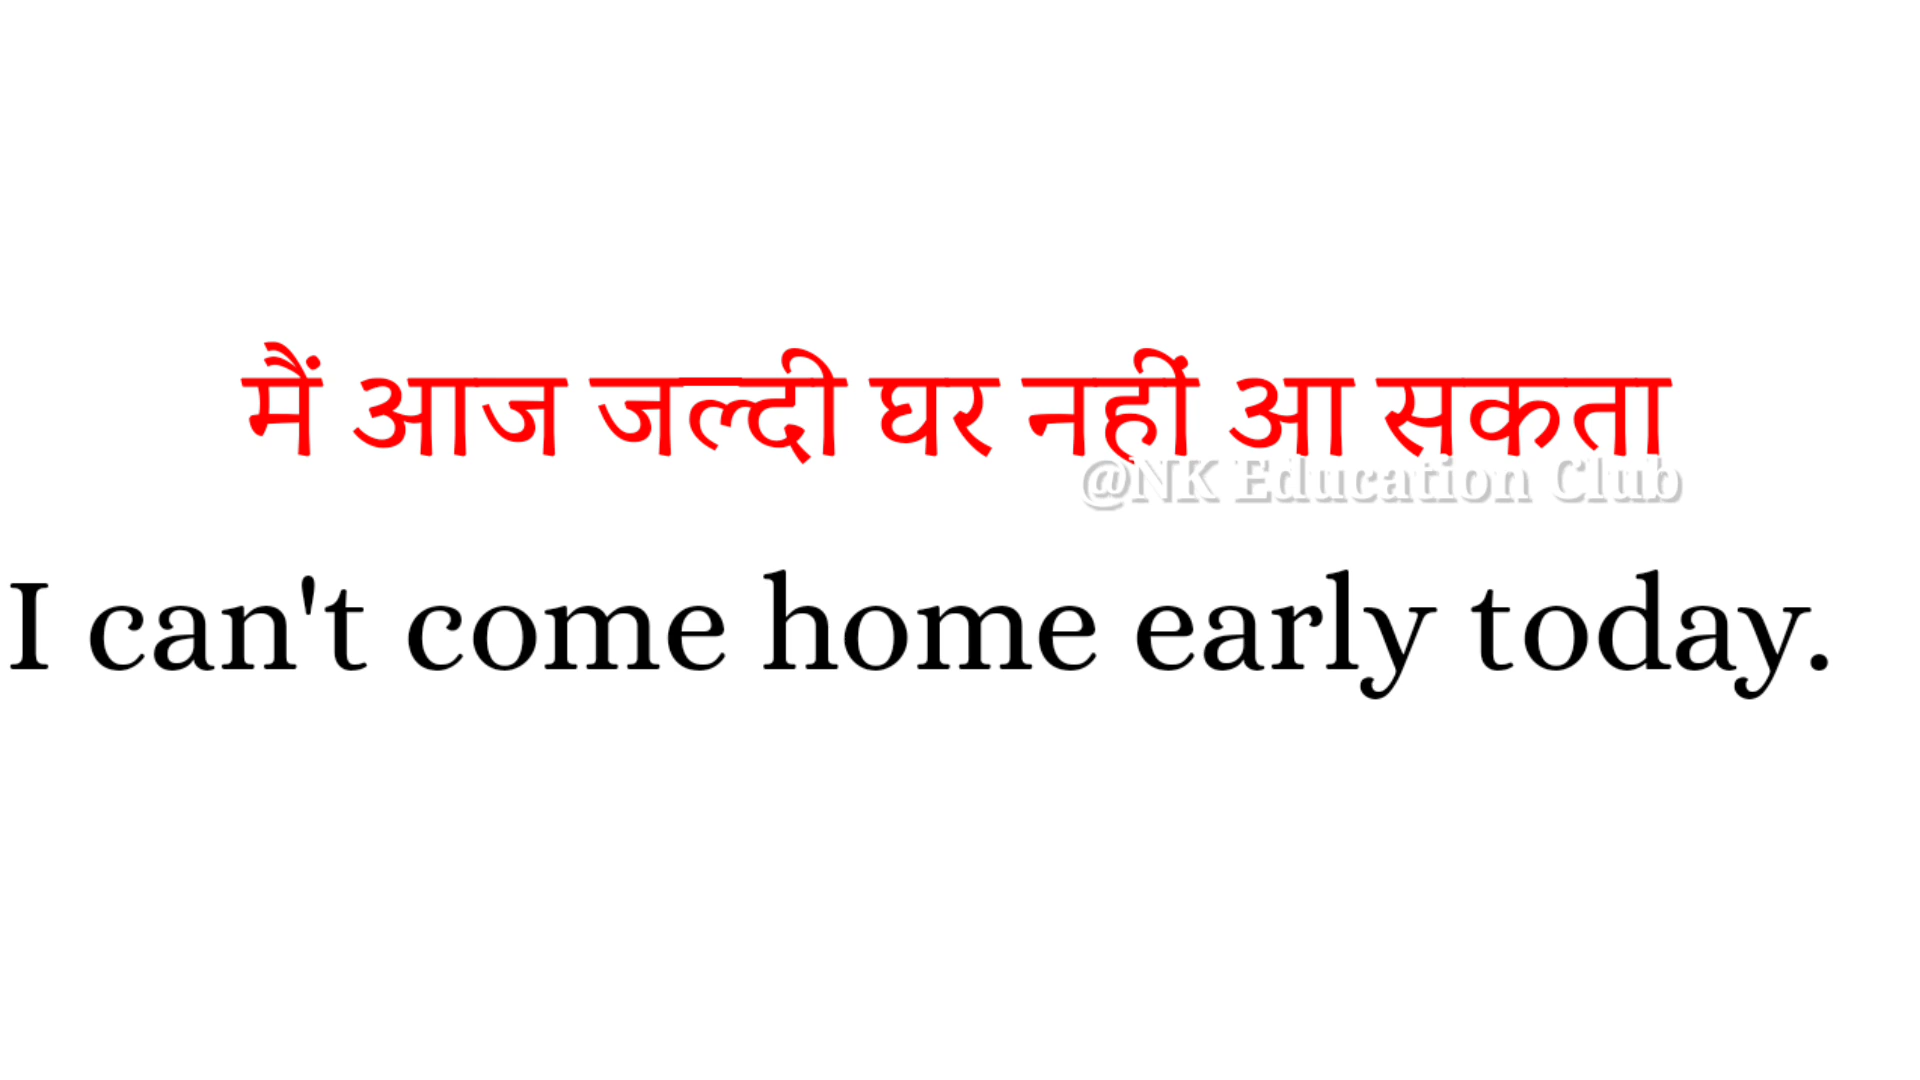 मैं आज जल्दी घर नहीं आ सकता
@NK Education Club
I can't come home early today.